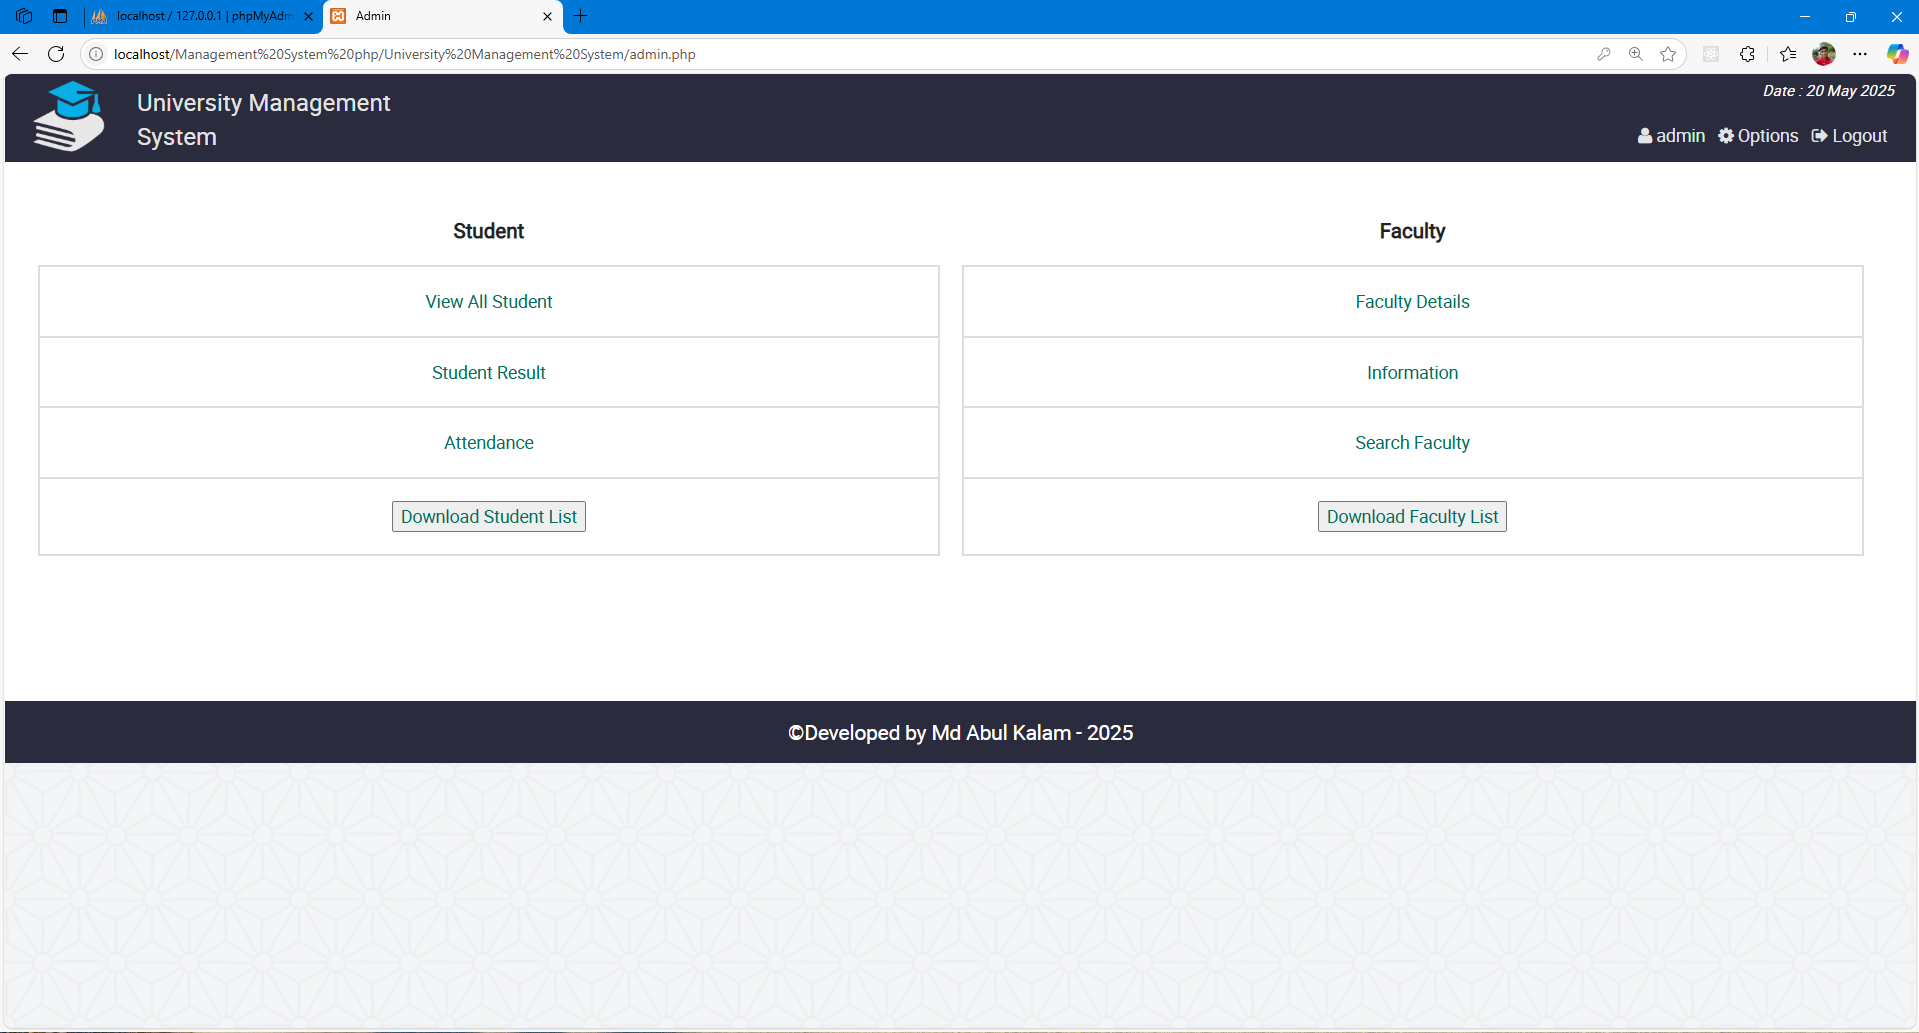 localhost / 127.0.0.1 | phpMyAdm
Admin
localhost/Management%20System%20php/University%20Management%20System/admin.php
University Management
System
Date : 20 May 2025
admin Options Logout
Student
View All Student
Student Result
Attendance
Download Student List
Faculty
Faculty Details
Information
Search Faculty
Download Faculty List
©Developed by Md Abul Kalam - 2025